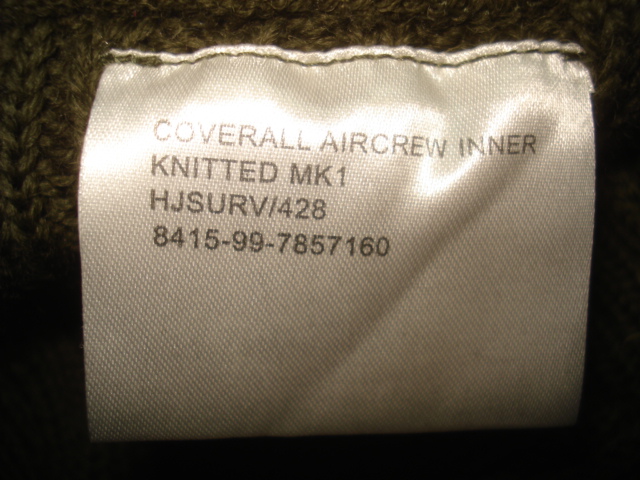 COVERALL AIRCREW INNER
KNITTED MK1
HJSURV/428
8415-99-7857160